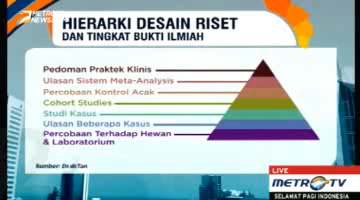 METRO
NEWS
HIERARKI DESAIN RISET
DAN TINGKAT BUKTI ILMIAH
Pedoman Praktek Klinis
Ulasan Sistem Meta-Analysis
Percobaan Kontrol Acak
Cohort Studies
Studi Kasus
Ulasan Beberapa Kasus
Percobaan Terhadap Hewan
& Laboratorium
Sumber: Dr.dr.Tan
LIVE
METRO TV
SELAMAT PAGI INDONESIA